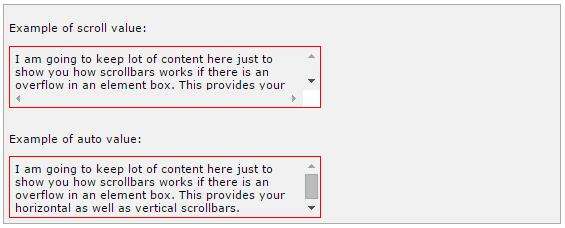 Example of scroll value:
I am going to keep lot of content here just to
show you how scrollbars works if there is an
overflow in an element box. This provides your
Example of auto value:
I am going to keep lot of content here just to
show you how scrollbars works if there is an
overflow in an element box. This provides your
horizontal as well as vertical scrollbars.